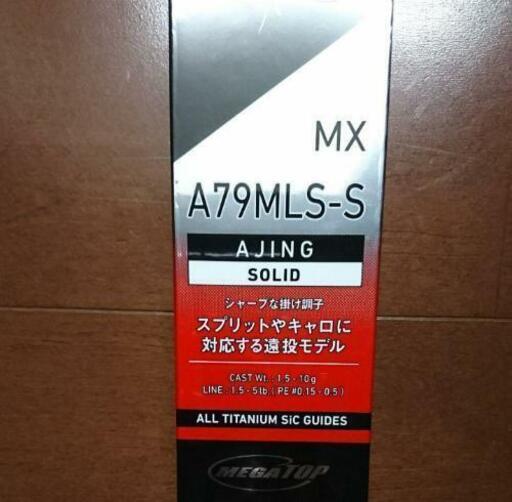 MX
A79MLS-S
AJING
SOLID
シャープな掛け調子
スプリットやキャロに
対応する遠投モデル
CAST Wt. : 1.5 - 10g
LINE : 1.5 - 5lb. ( PE #0.15 - 0.5 )
ALL TITANIUM SiC GUIDES
MEGATOP